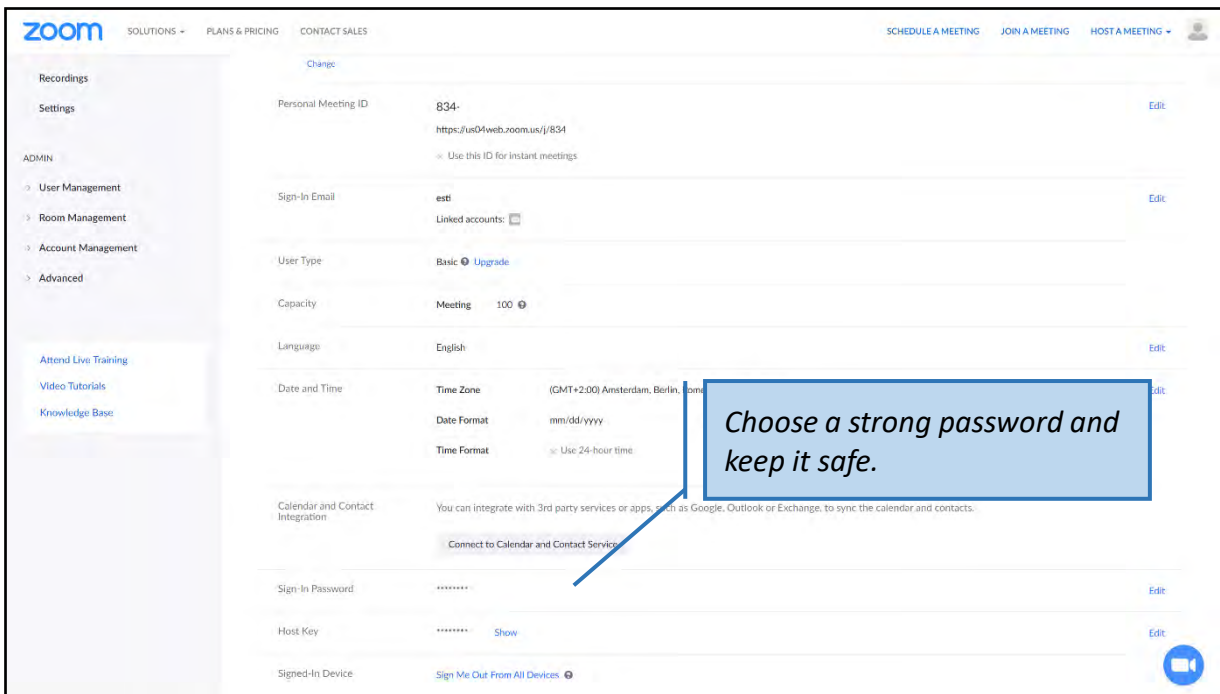 zoom SOLUTIONS PLANS & PRICING CONTACT SALES SCHEDULE A MEETING JOIN A MEETING HOST A MEETING
Change
Recordings
Settings
ADMIN
User Management
Room Management
Account Management
Advanced
Attend Live Training
Video Tutorials
Knowledge Base
Personal Meeting ID 834- Edit
https://us04web.zoom.us/j/834
Use this ID for instant meetings
Sign-In Email esti Edit
Linked accounts:
User Type Basic Upgrade
Capacity Meeting 100
Language English Edit
Date and Time Time Zone (GMT+2:00) Amsterdam, Berlin, Edit
Date Format mm/dd/yyyy
Time Format Use 24-hour time
Choose a strong password and
keep it safe.
Calendar and Contact
Integration
You can integrate with 3rd party services or apps, such as Google, Outlook or Exchange, to sync the calendar and contacts.
Connect to Calendar and Contact Service
Sign-In Password ******** Edit
Host Key ******** Show Edit
Signed-In Device Sign Me Out From All Devices